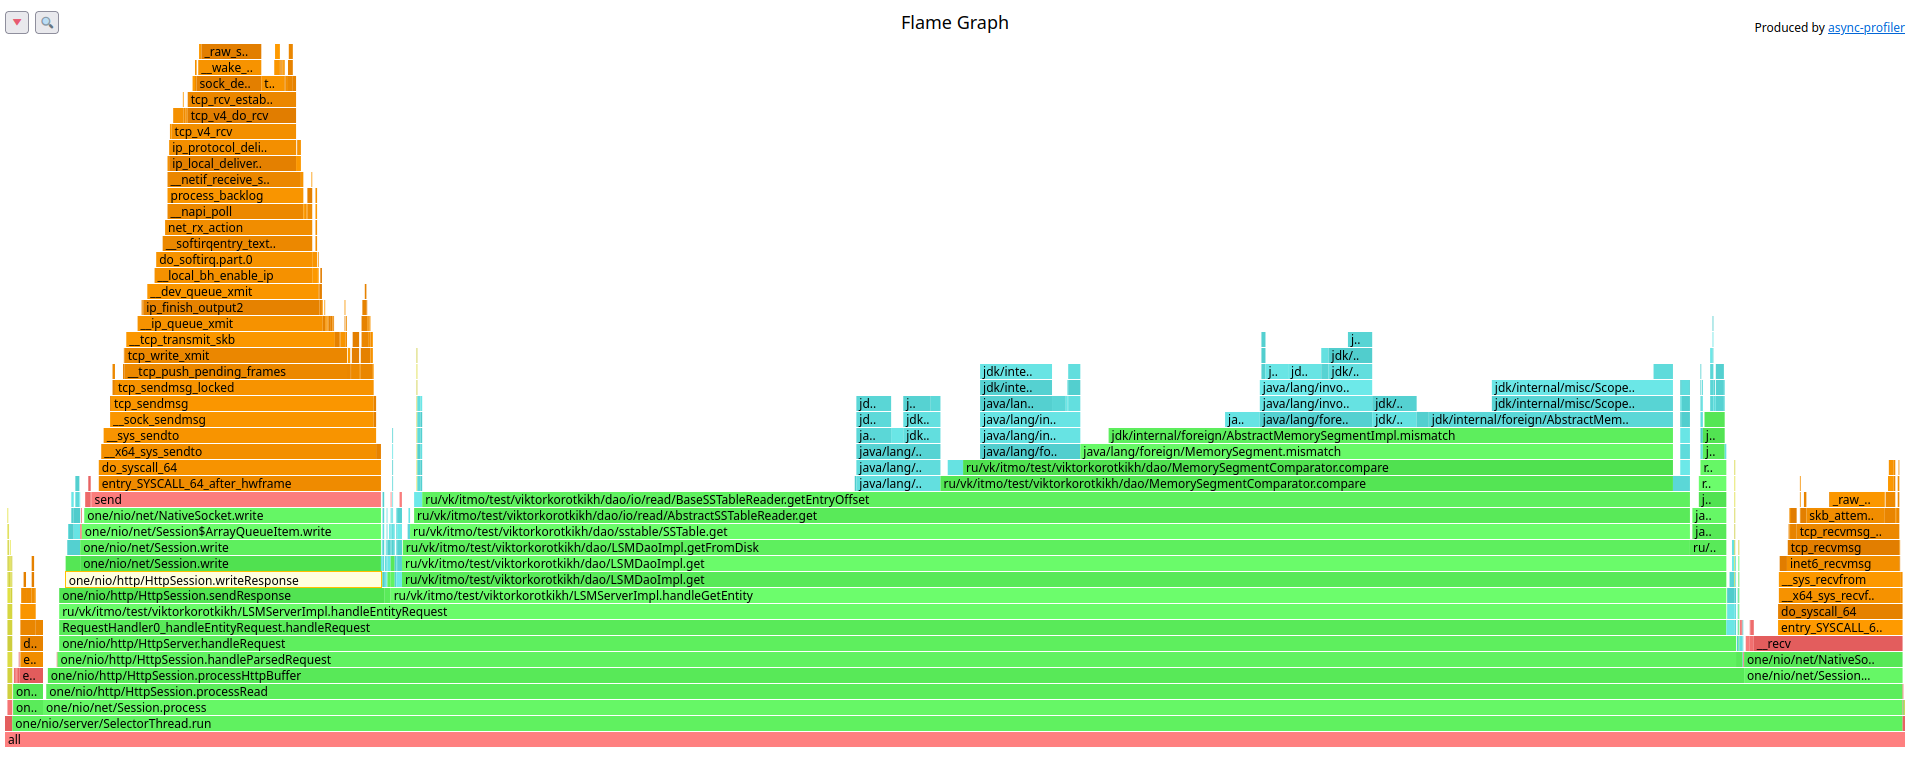 Flame Graph
Produced by async-profiler
_raw_s..
__wake_..
sock_de.. t..
tcp_rcv_estab..
tcp_v4_do_rcv
tcp_v4_rcv
ip_protocol_deli..
ip_local_deliver..
__netif_receive_s..
process_backlog
__napi_poll
net_rx_action
__softirqentry_text..
do_softirq.part.0
__local_bh_enable_ip
__dev_queue_xmit
ip_finish_output2
__ip_queue_xmit
__tcp_transmit_skb j..
tcp_write_xmit jdk/..
__tcp_push_pending_frames jdk/inte.. j.. jd.. jdk/..
tcp_sendmsg_locked jdk/inte.. java/lang/invo.. jdk/internal/misc/Scope..
tcp_sendmsg jd.. j.. java/lan.. java/lang/invo.. jdk/.. jdk/internal/misc/Scope..
__sock_sendmsg jd.. jdk.. java/lang/in.. ja.. java/lang/fore.. jdk/.. jdk/internal/foreign/AbstractMem..
__sys_sendto ja.. jdk.. java/lang/in.. jdk/internal/foreign/AbstractMemorySegmentImpl.mismatch j..
__x64_sys_sendto java/lang/.. java/lang/fo.. java/lang/foreign/MemorySegment.mismatch j..
do_syscall_64 java/lang/.. ru/vk/itmo/test/viktorkorotkikh/dao/MemorySegmentComparator.compare r..
entry_SYSCALL_64_after_hwframe java/lang/.. ru/vk/itmo/test/viktorkorotkikh/dao/MemorySegmentComparator.compare r..
send ru/vk/itmo/test/viktorkorotkikh/dao/io/read/BaseSSTableReader.getEntryOffset j.. _raw_..
one/nio/net/NativeSocket.write ru/vk/itmo/test/viktorkorotkikh/dao/io/read/AbstractSSTableReader.get ja.. skb_attem..
one/nio/net/Session$ArrayQueueItem.write ru/vk/itmo/test/viktorkorotkikh/dao/sstable/SSTable.get ja.. tcp_recvmsg_..
one/nio/net/Session.write ru/vk/itmo/test/viktorkorotkikh/dao/LSMDaoImpl.getFromDisk ru/.. tcp_recvmsg
one/nio/net/Session.write ru/vk/itmo/test/viktorkorotkikh/dao/LSMDaoImpl.get inet6_recvmsg
one/nio/http/HttpSession.writeResponse ru/vk/itmo/test/viktorkorotkikh/dao/LSMDaoImpl.get __sys_recvfrom
one/nio/http/HttpSession.sendResponse ru/vk/itmo/test/viktorkorotkikh/LSMServerImpl.handleGetEntity __x64_sys_recvf..
ru/vk/itmo/test/viktorkorotkikh/LSMServerImpl.handleEntityRequest do_syscall_64
RequestHandler0_handleEntityRequest.handleRequest entry_SYSCALL_6..
d.. one/nio/http/HttpServer.handleRequest __recv
e.. one/nio/http/HttpSession.handleParsedRequest one/nio/net/NativeSo..
e.. one/nio/http/HttpSession.processHttpBuffer one/nio/net/Session...
on.. one/nio/http/HttpSession.processRead
on.. one/nio/net/Session.process
one/nio/server/SelectorThread.run
all